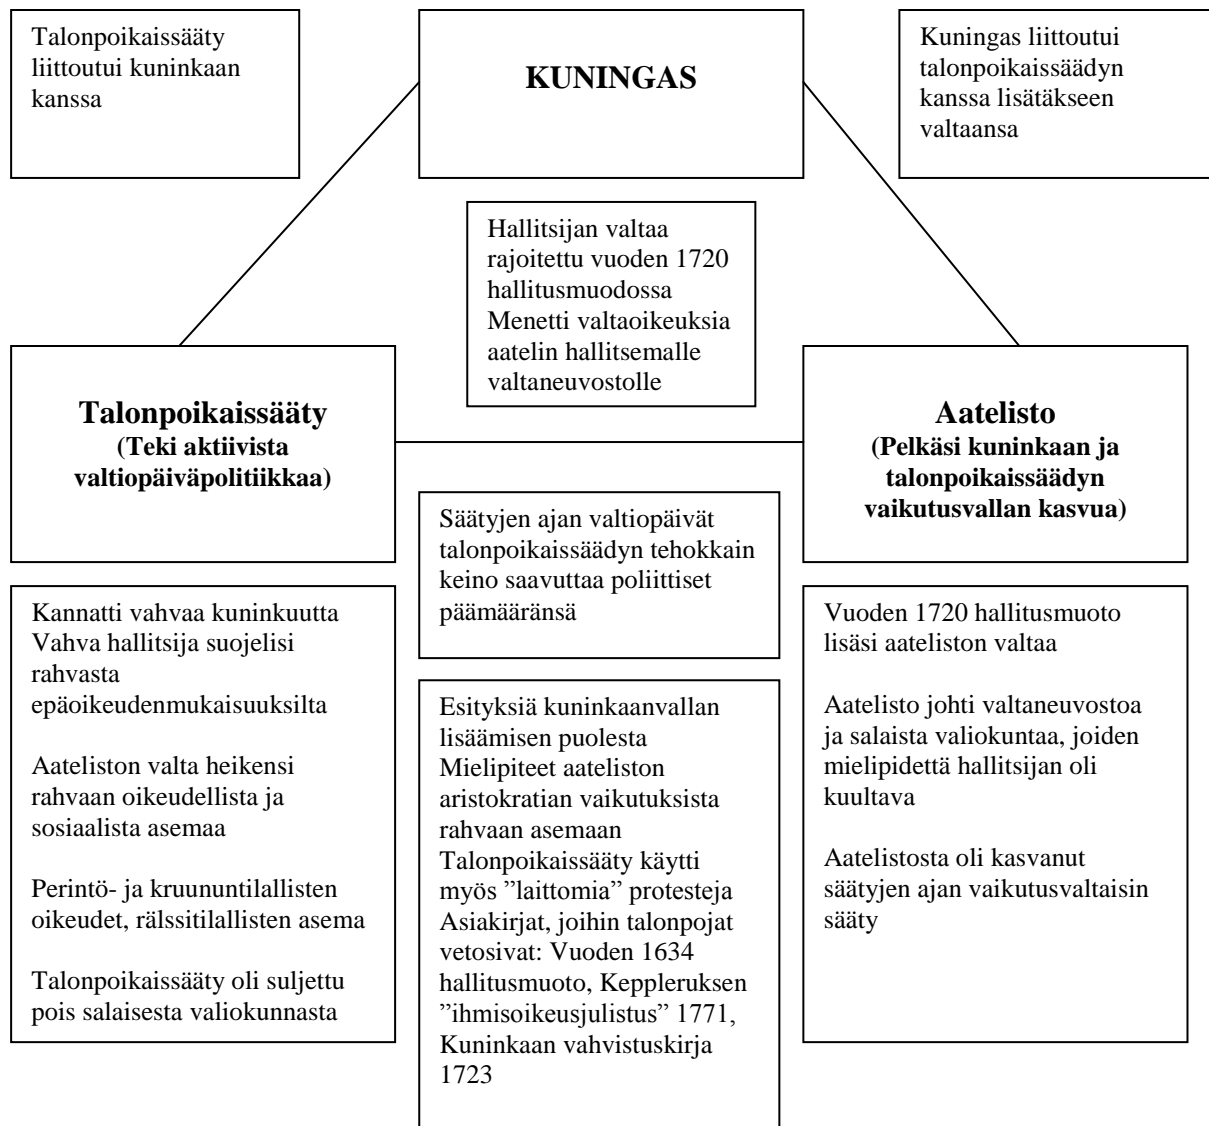 Talonpoikaissääty
liittoutui kuninkaan
kanssa
KUNINGAS
Kuningas liittoutui
talonpoikaissäädyn
kanssa lisätäkseen
valtaansa
Hallitsijan valtaa
rajoitettu vuoden 1720
hallitusmuodossa
Menetti valtaoikeuksia
aatelin hallitsemalle
valtaneuvostolle
Talonpoikaissääty
(Teki aktiivista
valtiopäiväpolitiikkaa)
Aatelisto
(Pelkäsi kuninkaan ja
talonpoikaissäädyn
vaikutusvallan kasvua)
Säätyjen ajan valtiopäivät
talonpoikaissäädyn tehokkain
keino saavuttaa poliittiset
päämääränsä
Kannatti vahvaa kuninkuutta
Vahva hallitsija suojelisi
rahvasta
epäoikeudenmukaisuuksilta
Aateliston valta heikensi
rahvaan oikeudellista ja
sosiaalista asemaa
Perintö- ja kruununtilallisten
oikeudet, rälssitilallisten asema
Talonpoikaissääty oli suljettu
pois salaisesta valiokunnasta
Esityksiä kuninkaanvallan
lisäämisen puolesta
Mielipiteet aateliston
aristokratian vaikutuksista
rahvaan asemaan
Talonpoikaissääty käytti
myös ”laittomia” protesteja
Asiakirjat, joihin talonpojat
vetosivat: Vuoden 1634
hallitusmuoto, Keppleruksen
”ihmisoikeusjulistus” 1771,
Kuninkaan vahvistuskirja
1723
Vuoden 1720 hallitusmuoto
lisäsi aateliston valtaa
Aatelisto johti valtaneuvostoa
ja salaista valiokuntaa, joiden
mielipidettä hallitsijan oli
kuultava
Aatelistosta oli kasvanut
säätyjen ajan vaikutusvaltaisin
sääty